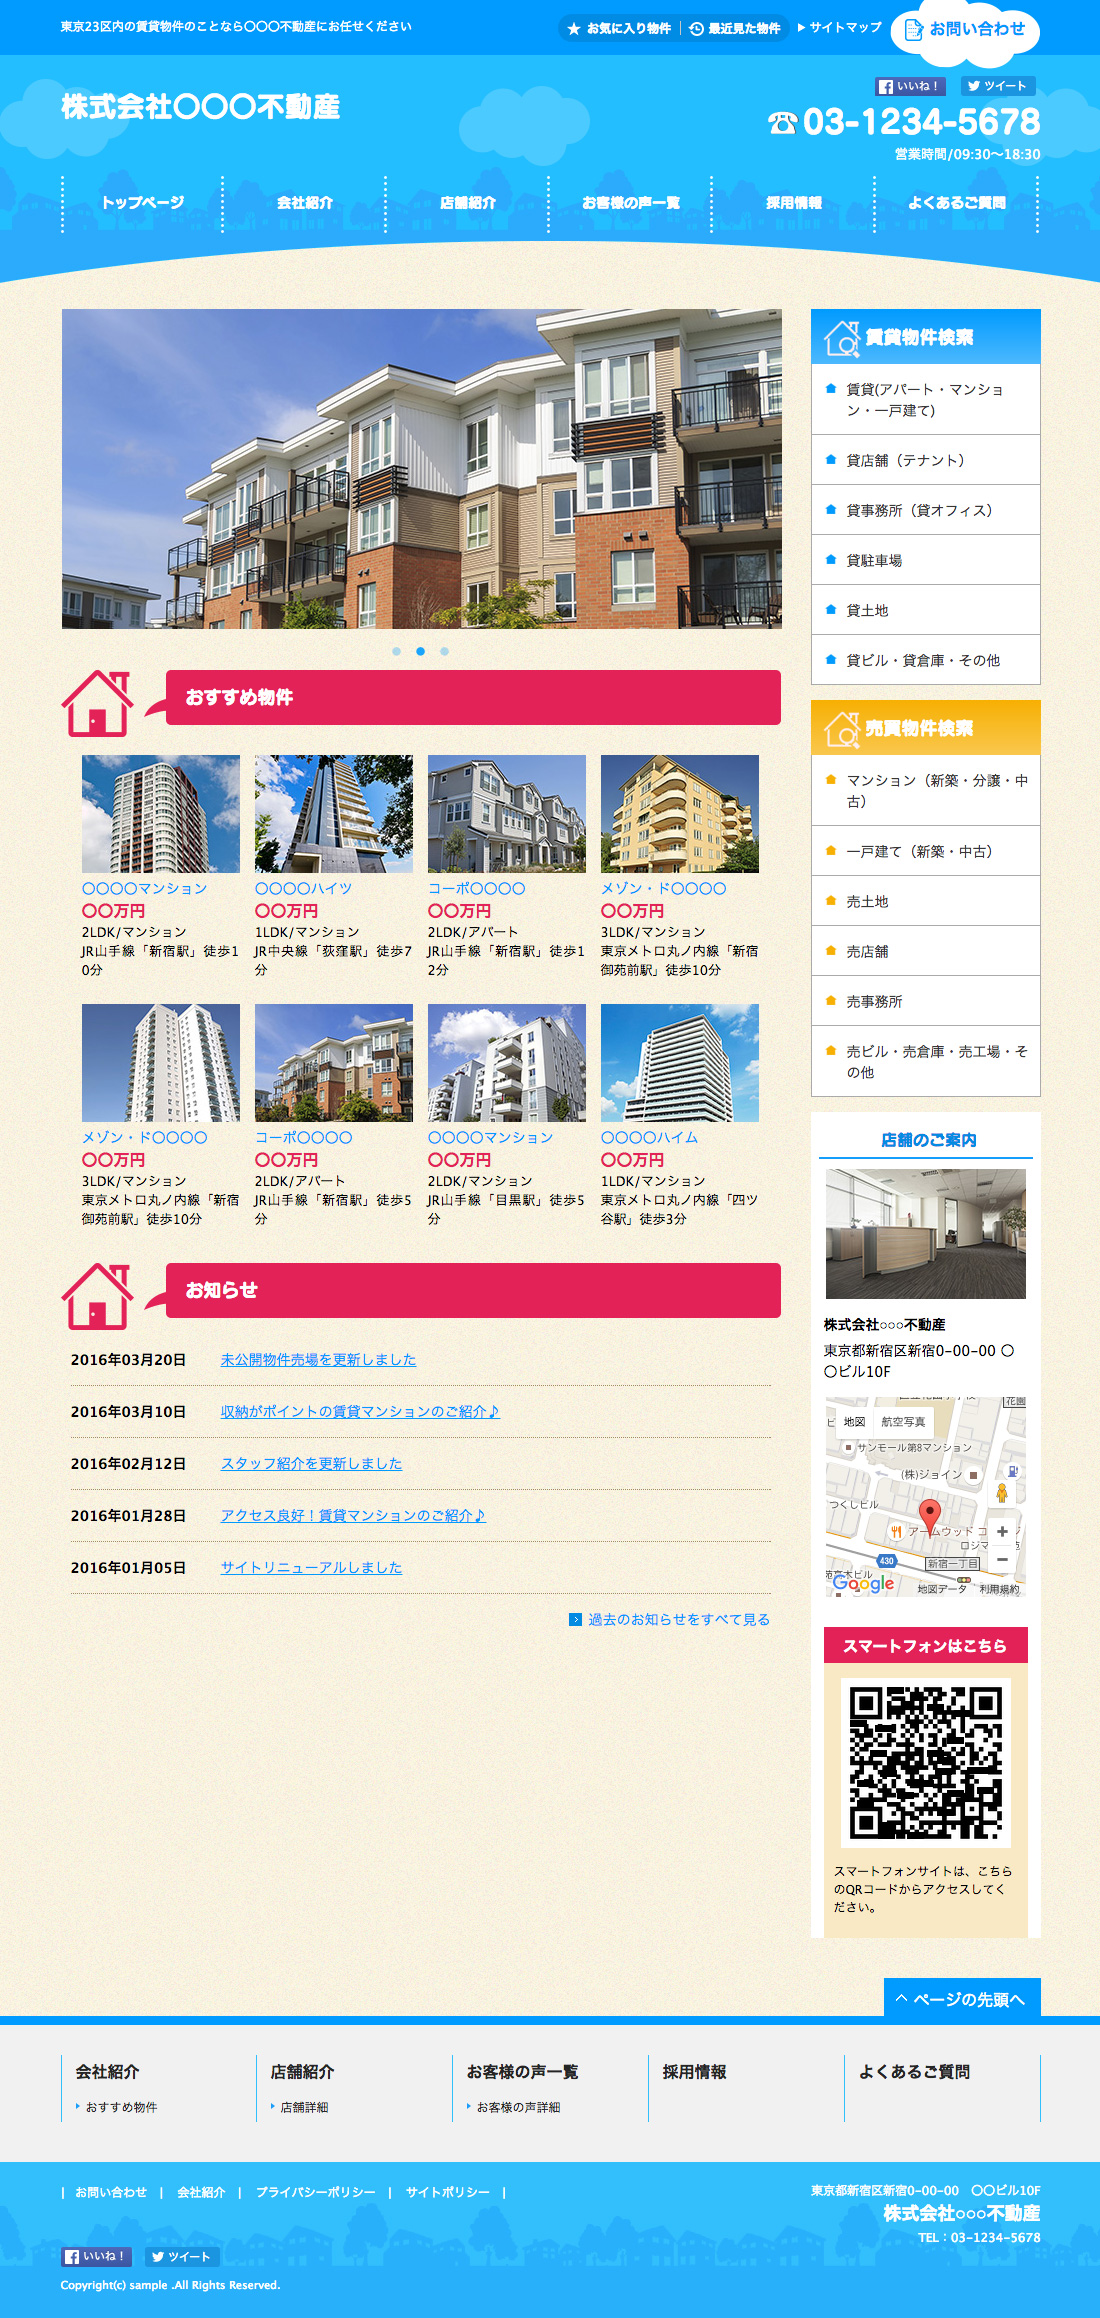 東京23区内の賃貸物件のことなら〇〇〇不動産にお任せください
お気に入り物件
最近見た物件
サイトマップ
お問い合わせ
いいね！
ツイート
株式会社〇〇〇不動産
03-1234-5678
営業時間/09:30〜18:30
トップページ
会社紹介
店舗紹介
お客様の声一覧
採用情報
よくあるご質問
賃貸物件検索
賃貸(アパート・マンショ
ン・一戸建て)
貸店舗（テナント）
貸事務所（貸オフィス）
貸駐車場
貸土地
貸ビル・貸倉庫・その他
売買物件検索
マンション（新築・分譲・中
古）
一戸建て（新築・中古）
売土地
売店舗
売事務所
売ビル・売倉庫・売工場・そ
の他
おすすめ物件
〇〇〇〇マンション
〇〇万円
2LDK/マンション
JR山手線「新宿駅」徒歩1
0分
〇〇〇〇ハイツ
〇〇万円
1LDK/マンション
JR中央線「荻窪駅」徒歩7
分
コーポ〇〇〇〇
〇〇万円
2LDK/アパート
JR山手線「新宿駅」徒歩1
2分
メゾン・ド〇〇〇〇
〇〇万円
3LDK/マンション
東京メトロ丸ノ内線「新宿
御苑前駅」徒歩10分
メゾン・ド〇〇〇〇
〇〇万円
3LDK/マンション
東京メトロ丸ノ内線「新宿
御苑前駅」徒歩10分
コーポ〇〇〇〇
〇〇万円
2LDK/アパート
JR山手線「新宿駅」徒歩5
分
〇〇〇〇マンション
〇〇万円
2LDK/マンション
JR山手線「目黒駅」徒歩5
分
〇〇〇〇ハイム
〇〇万円
1LDK/マンション
東京メトロ丸ノ内線「四ツ
谷駅」徒歩3分
お知らせ
2016年03月20日 未公開物件売場を更新しました
2016年03月10日 収納がポイントの賃貸マンションのご紹介♪
2016年02月12日 スタッフ紹介を更新しました
2016年01月28日 アクセス良好！賃貸マンションのご紹介♪
2016年01月05日 サイトリニューアルしました
過去のお知らせをすべて見る
店舗のご案内
株式会社○○○不動産
東京都新宿区新宿0-00-00 〇
〇ビル10F
花園
地図 航空写真
サンモール第8マンション
(株)ジョイン
つくしビル
アームウッド コ
ロジマ
430
新宿一丁目
Google
地図データ 利用規約
スマートフォンはこちら
スマートフォンサイトは、こちら
のQRコードからアクセスしてく
ださい。
ページの先頭へ
会社紹介
おすすめ物件
店舗紹介
店舗詳細
お客様の声一覧
お客様の声詳細
採用情報
よくあるご質問
| お問い合わせ | 会社紹介 | プライバシーポリシー | サイトポリシー |
東京都新宿区新宿0-00-00 〇〇ビル10F
株式会社○○○不動産
TEL：03-1234-5678
いいね！
ツイート
Copyright(c) sample .All Rights Reserved.